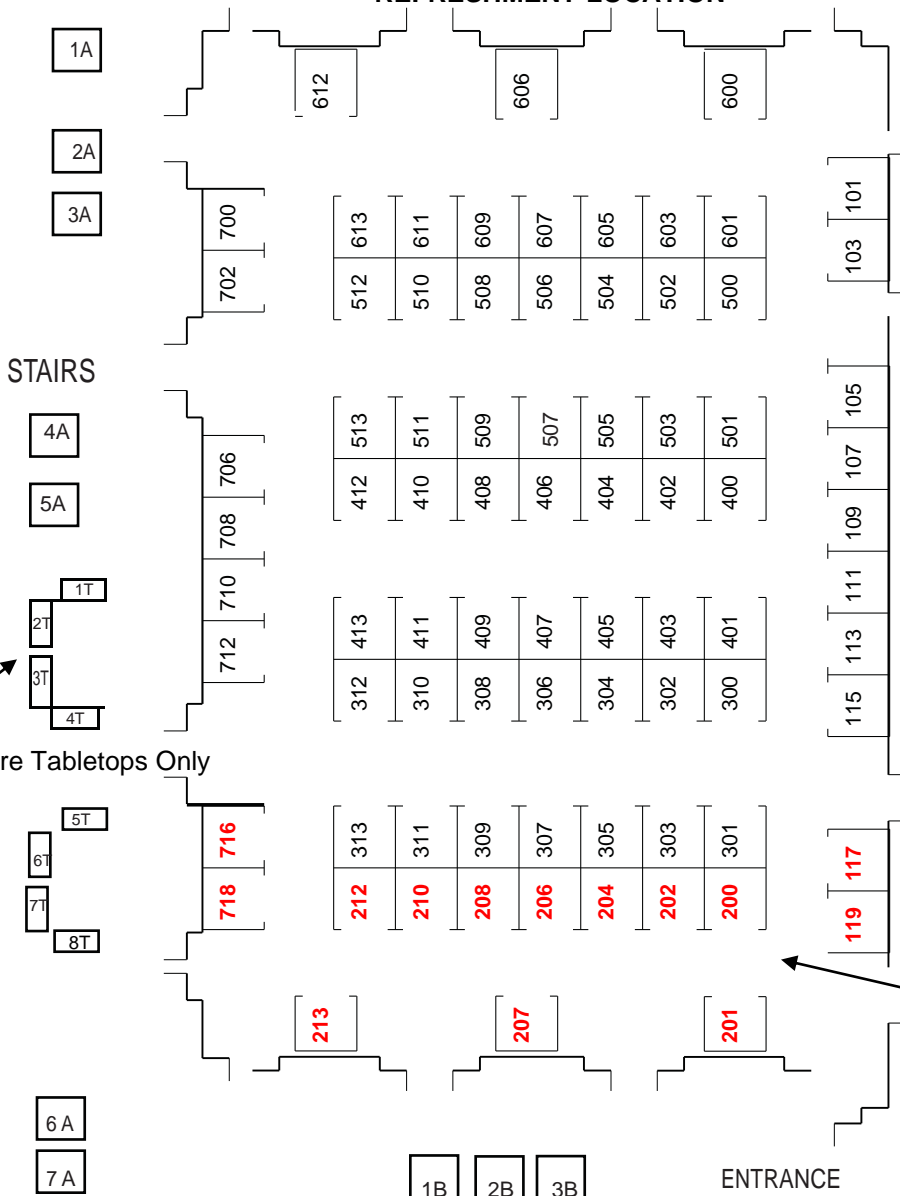 REFRESHMENT LOCATION
1A
612 606 600
2A
3A
700
702
613 611 609 607 605 603 601
512 510 508 506 504 502 500
101
103
STAIRS
4A
5A
706
708
710
712
513 511 509 507 505 503 501
412 410 408 406 404 402 400
105
107
109
111
113
115
1T
2T
3T
4T
413 411 409 407 405 403 401
312 310 308 306 304 302 300
re Tabletops Only
5T
6T
7T
8T
716
718
313 311 309 307 305 303 301
212 210 208 206 204 202 200
117
119
213 207 201
6 A
7 A
1B 2B 3B
ENTRANCE